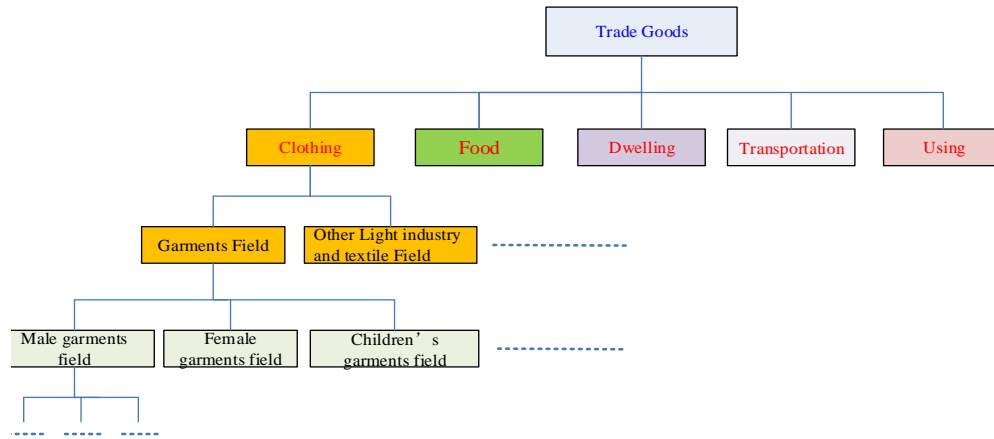 Trade Goods
Clothing
Food
Dwelling
Transportation
Using
Garments Field
Other Light industry
and textile Field
Male garments
field
Female
garments field
Children’s
garments field